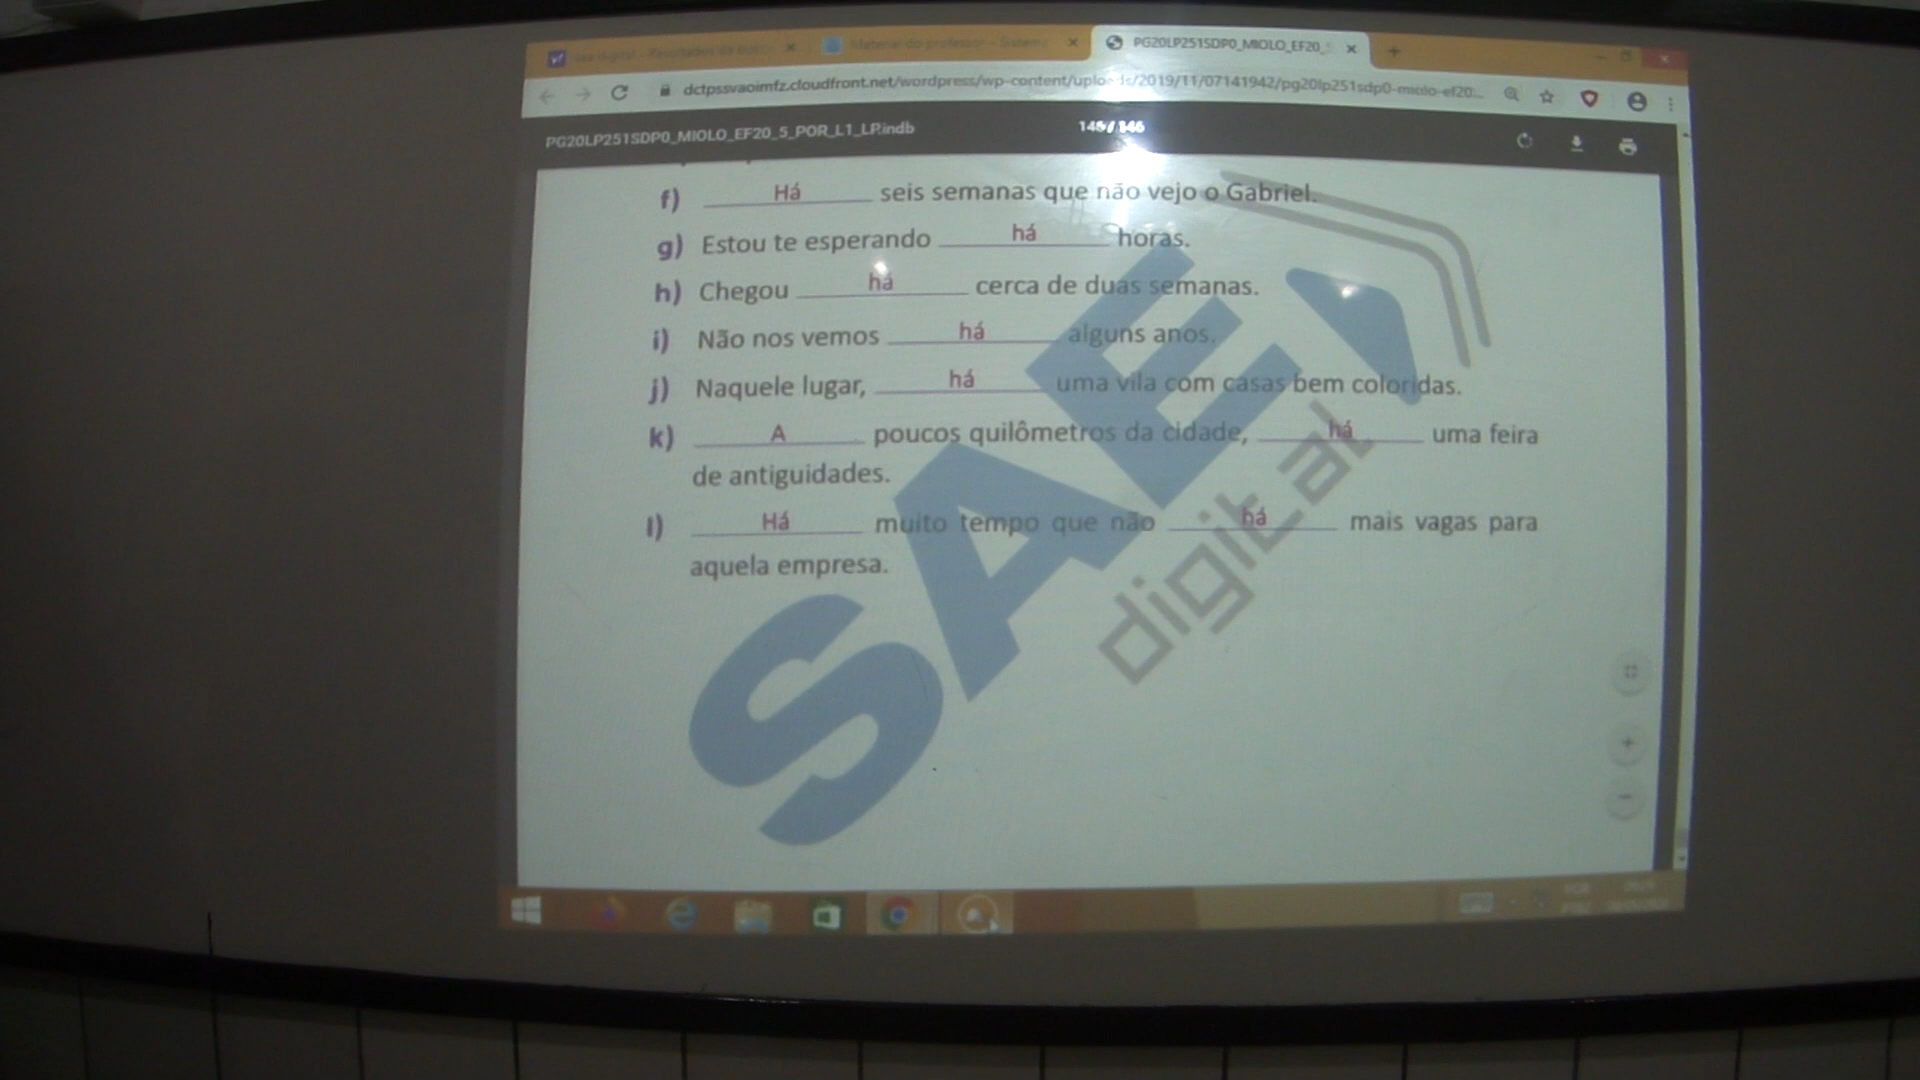 PG20LP251SDP0_MIOLO_EF20_5
dctpssvaoimfz.cloudfront.net/wordpress/wp-content/uploads/2019/11/07141942/pg20lp251sdp0-miolo-ef20...
PG20LP251SDP0_MIOLO_EF20_5_POR_L1_LP.indb
146 / 146
f) Há seis semanas que não vejo o Gabriel.
g) Estou te esperando há horas.
h) Chegou há cerca de duas semanas.
i) Não nos vemos há alguns anos.
j) Naquele lugar, há uma vila com casas bem coloridas.
k) A poucos quilômetros da cidade, há uma feira
de antiguidades.
l) Há muito tempo que não há mais vagas para
aquela empresa.
SAE
digital